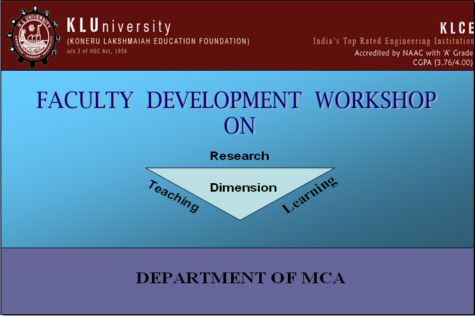 KLUniversity
(KONERU LAKSHMAIAH EDUCATION FOUNDATION)
u/s 3 of UGC Act, 1956
KLCE
India's Top Rated Engineering Institution
Accredited by NAAC with 'A' Grade
CGPA (3.76/4.00)
FACULTY DEVELOPMENT WORKSHOP
ON
Research
Teaching
Dimension
Learning
DEPARTMENT OF MCA